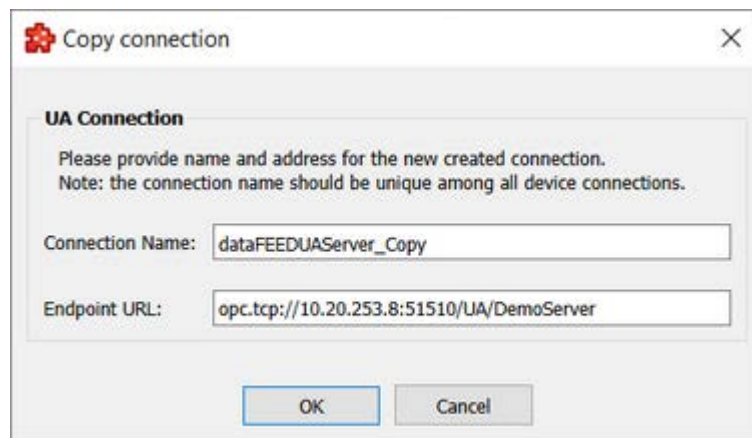 Copy connection
UA Connection
Please provide name and address for the new created connection.
Note: the connection name should be unique among all device connections.
Connection Name: dataFEEDUAServer_Copy
Endpoint URL: opc.tcp://10.20.253.8:51510/UA/DemoServer
OK Cancel